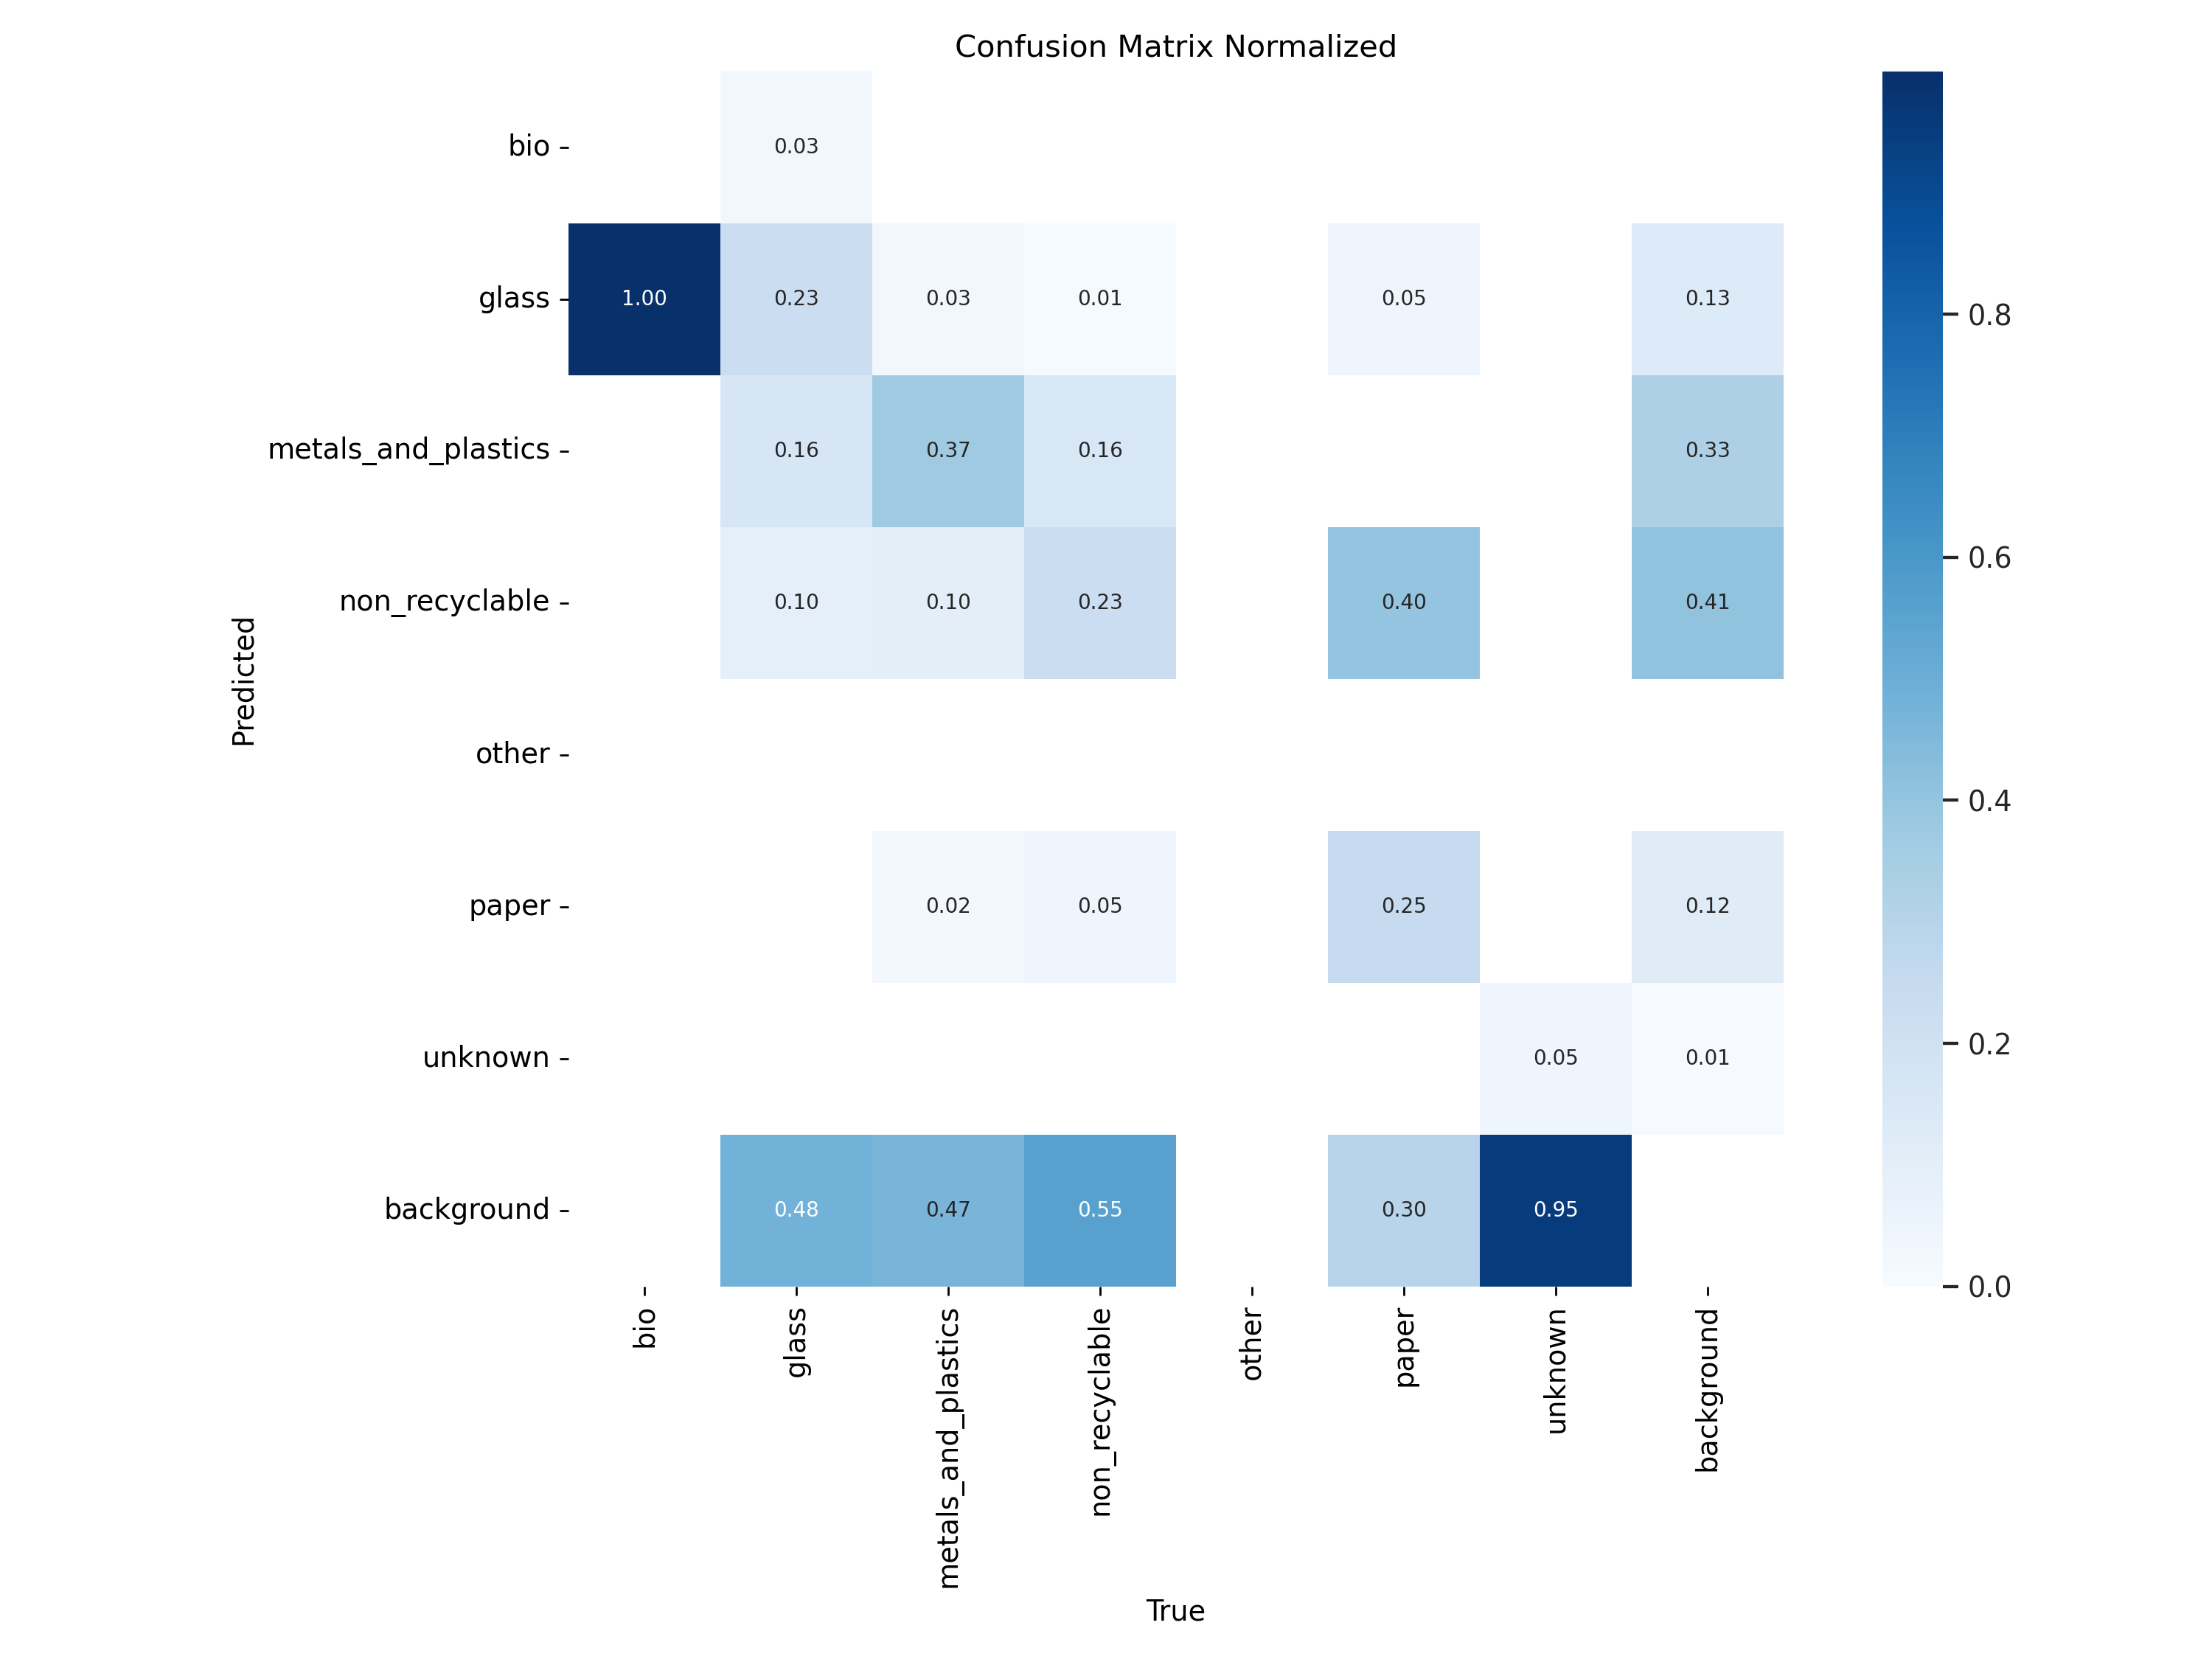 Confusion Matrix Normalized
bio
0.03
glass
1.00 0.23 0.03 0.01 0.05 0.13
0.8
metals_and_plastics
0.16 0.37 0.16 0.33
0.6
non_recyclable
0.10 0.10 0.23 0.40 0.41
Predicted
other
0.4
paper
0.02 0.05 0.25 0.12
unknown
0.05 0.01
0.2
background
0.48 0.47 0.55 0.30 0.95
0.0
bio
glass
metals_and_plastics
non_recyclable
other
paper
unknown
background
True